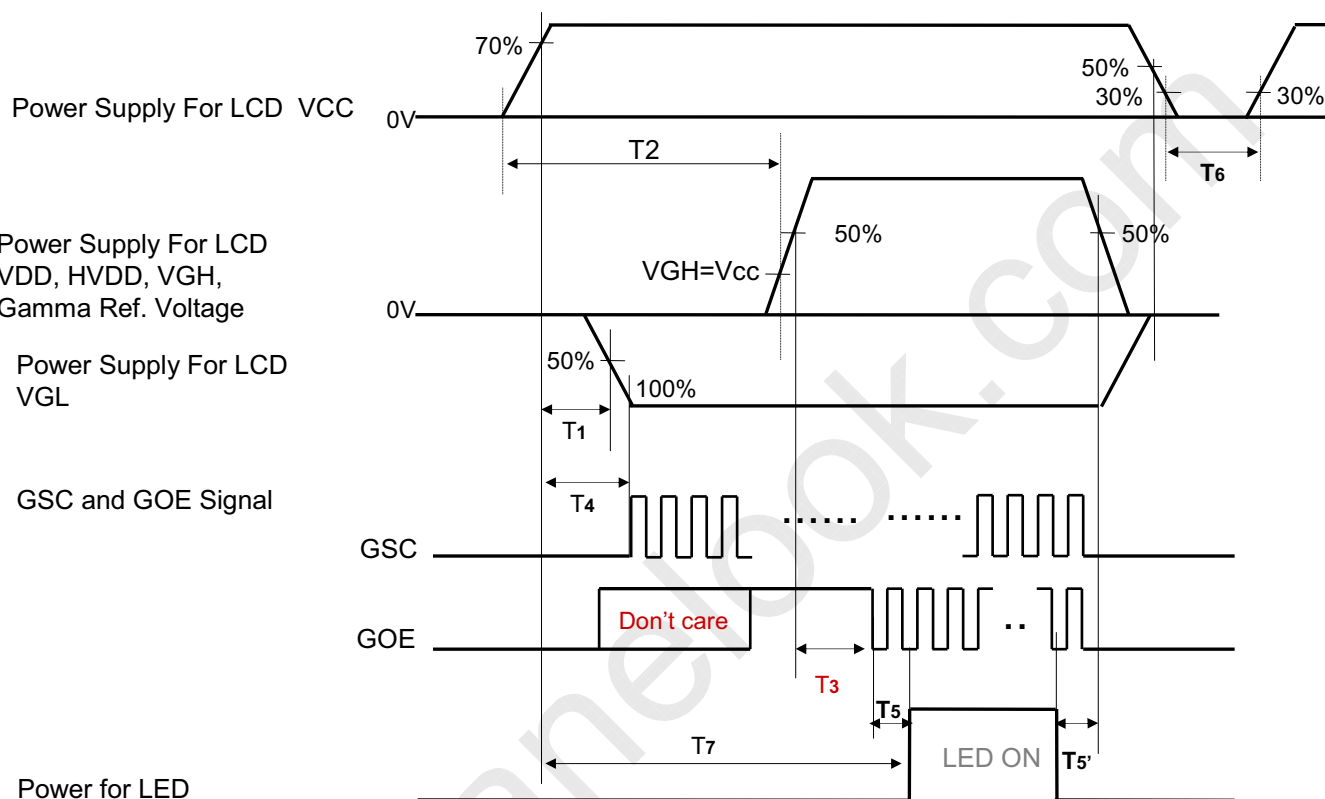 70%
50%
30%
30%
Power Supply For LCD VCC
0V
T2
T6
Power Supply For LCD
VDD, HVDD, VGH,
Gamma Ref. Voltage
50%
50%
VGH=Vcc
0V
Power Supply For LCD
VGL
50%
100%
T1
GSC and GOE Signal
T4
...... ......
GSC
Don't care
..
GOE
T3
T5
T7
LED ON
T5'
Power for LED
anelook.com